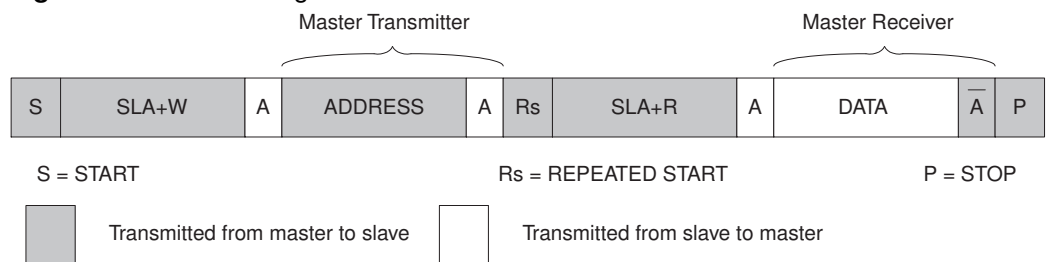 Master Transmitter Master Receiver
S SLA+W A ADDRESS A Rs SLA+R A DATA A̅ P
S = START Rs = REPEATED START P = STOP
Transmitted from master to slave Transmitted from slave to master